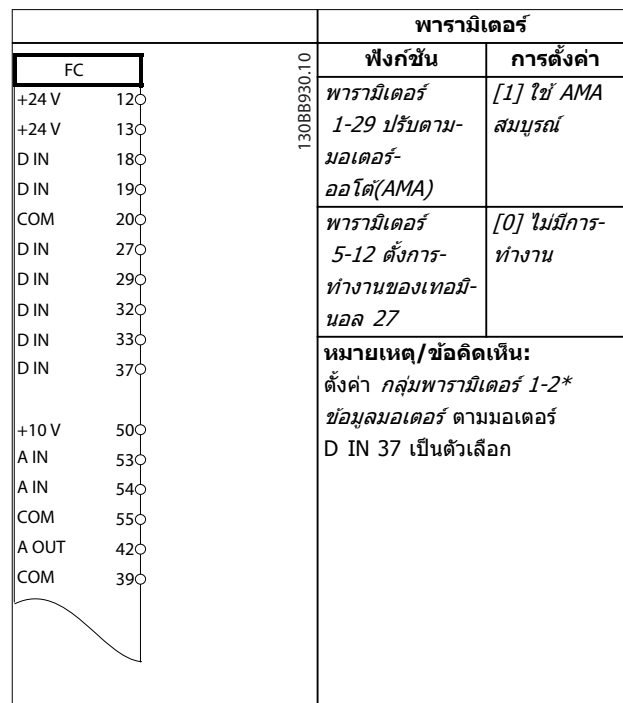 FC
+24 V 12
+24 V 13
D IN 18
D IN 19
COM 20
D IN 27
D IN 29
D IN 32
D IN 33
D IN 37
+10 V 50
A IN 53
A IN 54
COM 55
A OUT 42
COM 39
130BB930.10
พารามิเตอร์
ฟังก์ชัน การตั้งค่า
พารามิเตอร์ [1] ใช้ AMA
1-29 ปรับตาม- สมบูรณ์
มอเตอร์-
ออโต้(AMA)
พารามิเตอร์ [0] ไม่มีการ-
5-12 ตั้งการ- ทำงาน
ทำงานของเทอมิ-
นอล 27
หมายเหตุ/ข้อคิดเห็น:
ตั้งค่า กลุ่มพารามิเตอร์ 1-2*
ข้อมูลมอเตอร์ ตามมอเตอร์
D IN 37 เป็นตัวเลือก